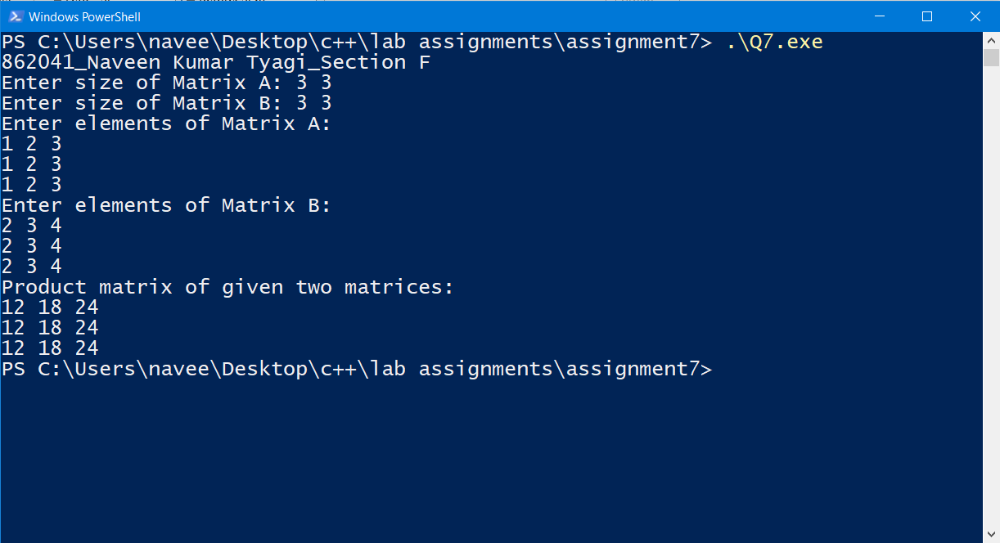 Windows PowerShell
PS C:\Users\navee\Desktop\c++\lab assignments\assignment7> .\Q7.exe
862041_Naveen Kumar Tyagi_Section F
Enter size of Matrix A: 3 3
Enter size of Matrix B: 3 3
Enter elements of Matrix A:
1 2 3
1 2 3
1 2 3
Enter elements of Matrix B:
2 3 4
2 3 4
2 3 4
Product matrix of given two matrices:
12 18 24
12 18 24
12 18 24
PS C:\Users\navee\Desktop\c++\lab assignments\assignment7>